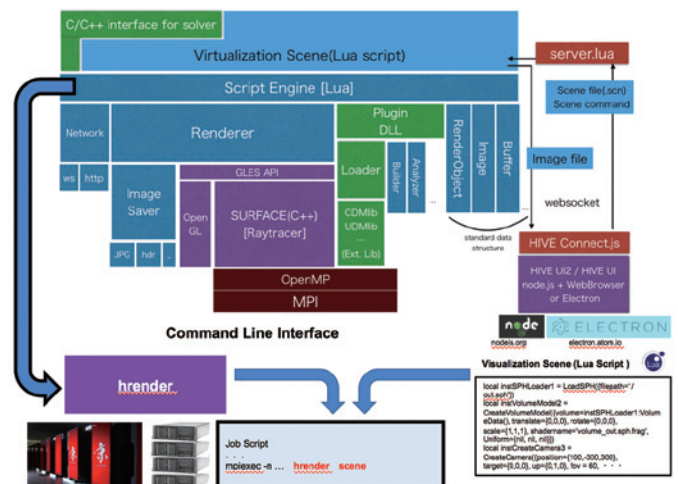 C/C++ interface for solver
Virtualization Scene(Lua script)
server.lua
Script Engine [Lua]
Scene file(.scn)
Scene command
Network
Renderer
Plugin
DLL
RenderObject
Image
Buffer
Image file
ws
http
GLES API
Loader
Builder
Analyzer
...
Image
Saver
Open
GL
SURFACE(C++)
[Raytracer]
CDMlib
UDMlib
...
(Ext. Lib)
websocket
standard data
structure
HIVE Connect.js
JPG
hdr
..
OpenMP
MPI
HIVE UI2 / HIVE UI
node.js + WebBrowser
or Electron
node
ELECTRON
nodejs.org
electron.atom.io
Command Line Interface
Visualization Scene (Lua Script )
hrender
local instSPHLoader1 = LoadSPH({filepath='./
out.sph'})
local instVolumeModel2 =
CreateVolumeModel({volume=instSPHLoader1:Volum
eData(), translate={0,0,0}, rotate={0,0,0},
scale={1,1,1}, shadername='volume_out.sph.frag',
Uniform={nil, nil, nil}})
local instCreateCamera3 =
CreateCamera({position={100,-300,300},
target={0,0,0}, up={0,1,0}, fov = 60, ・・・
Job Script
. . .
mpiexec -n ... hrender scene